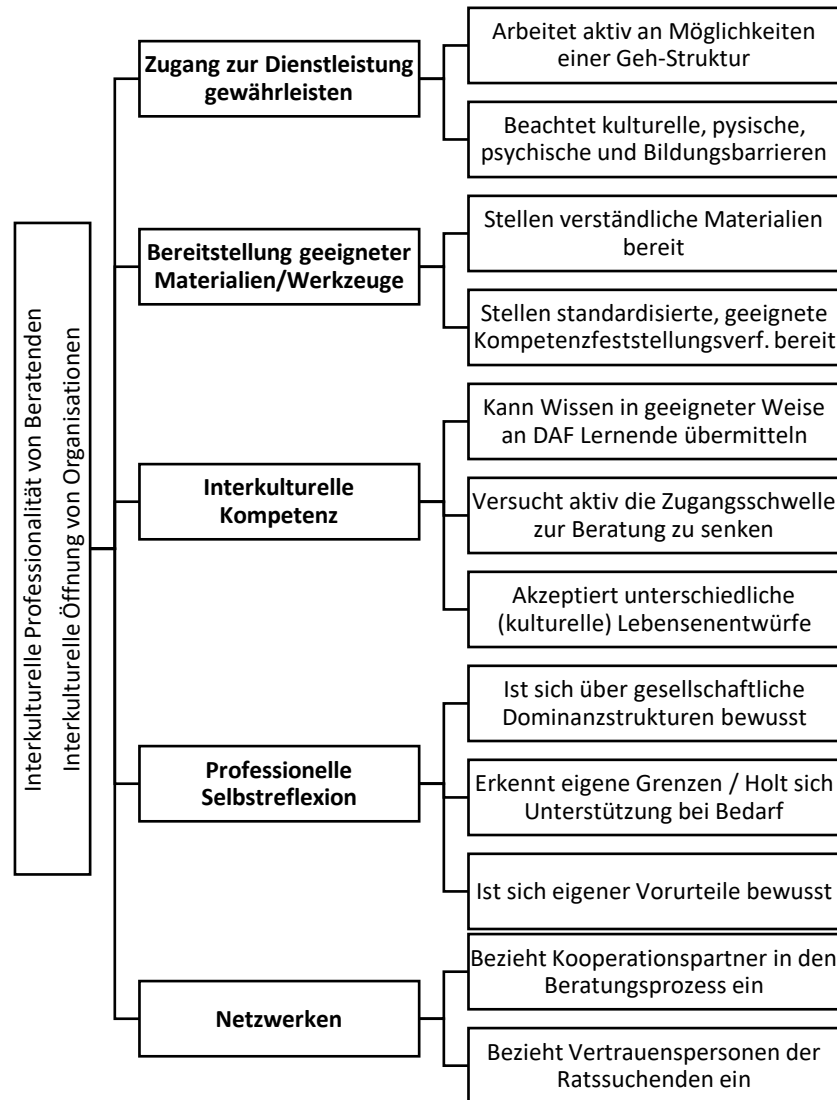 Interkulturelle Professionalität von Beratenden
Interkulturelle Öffnung von Organisationen
Zugang zur Dienstleistung
gewährleisten
Arbeitet aktiv an Möglichkeiten
einer Geh-Struktur
Beachtet kulturelle, pysische,
psychische und Bildungsbarrieren
Bereitstellung geeigneter
Materialien/Werkzeuge
Stellen verständliche Materialien
bereit
Stellen standardisierte, geeignete
Kompetenzfeststellungsverf. bereit
Interkulturelle
Kompetenz
Kann Wissen in geeigneter Weise
an DAF Lernende übermitteln
Versucht aktiv die Zugangsschwelle
zur Beratung zu senken
Akzeptiert unterschiedliche
(kulturelle) Lebensenentwürfe
Professionelle
Selbstreflexion
Ist sich über gesellschaftliche
Dominanzstrukturen bewusst
Erkennt eigene Grenzen / Holt sich
Unterstützung bei Bedarf
Ist sich eigener Vorurteile bewusst
Netzwerken
Bezieht Kooperationspartner in den
Beratungsprozess ein
Bezieht Vertrauenspersonen der
Ratssuchenden ein